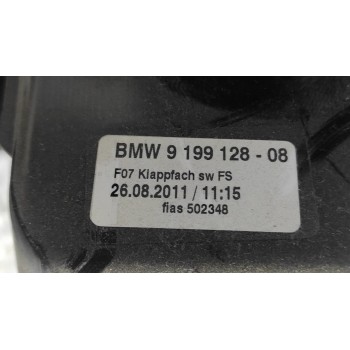 BMW 9 199 128 - 08
F07 Klappfach sw FS
26.08.2011 / 11:15
fias 502348